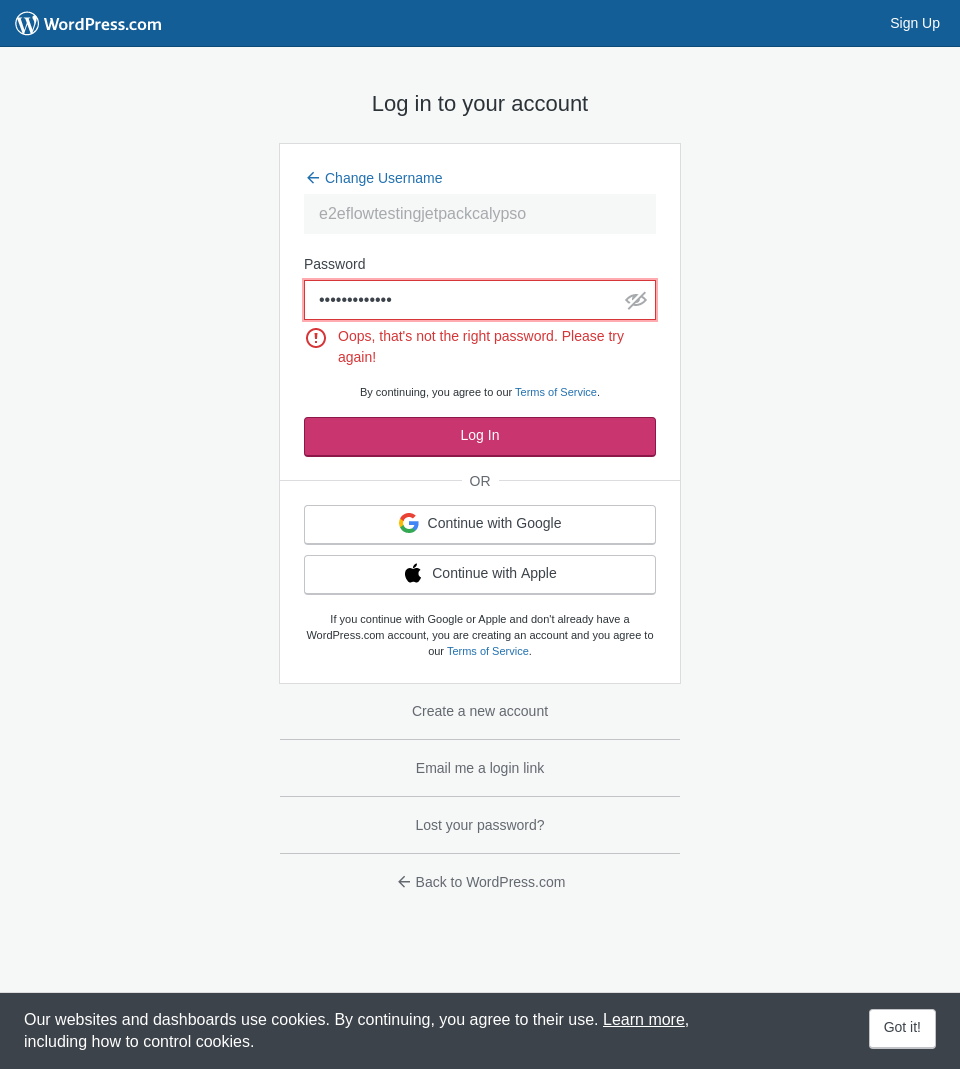 WordPress.com
Sign Up
Log in to your account
Change Username
e2eflowtestingjetpackcalypso
Password
•••••••••••••
Oops, that's not the right password. Please try
again!
By continuing, you agree to our Terms of Service.
Log In
OR
Continue with Google
Continue with Apple
If you continue with Google or Apple and don't already have a
WordPress.com account, you are creating an account and you agree to
our Terms of Service.
Create a new account
Email me a login link
Lost your password?
Back to WordPress.com
Our websites and dashboards use cookies. By continuing, you agree to their use. Learn more,
including how to control cookies.
Got it!